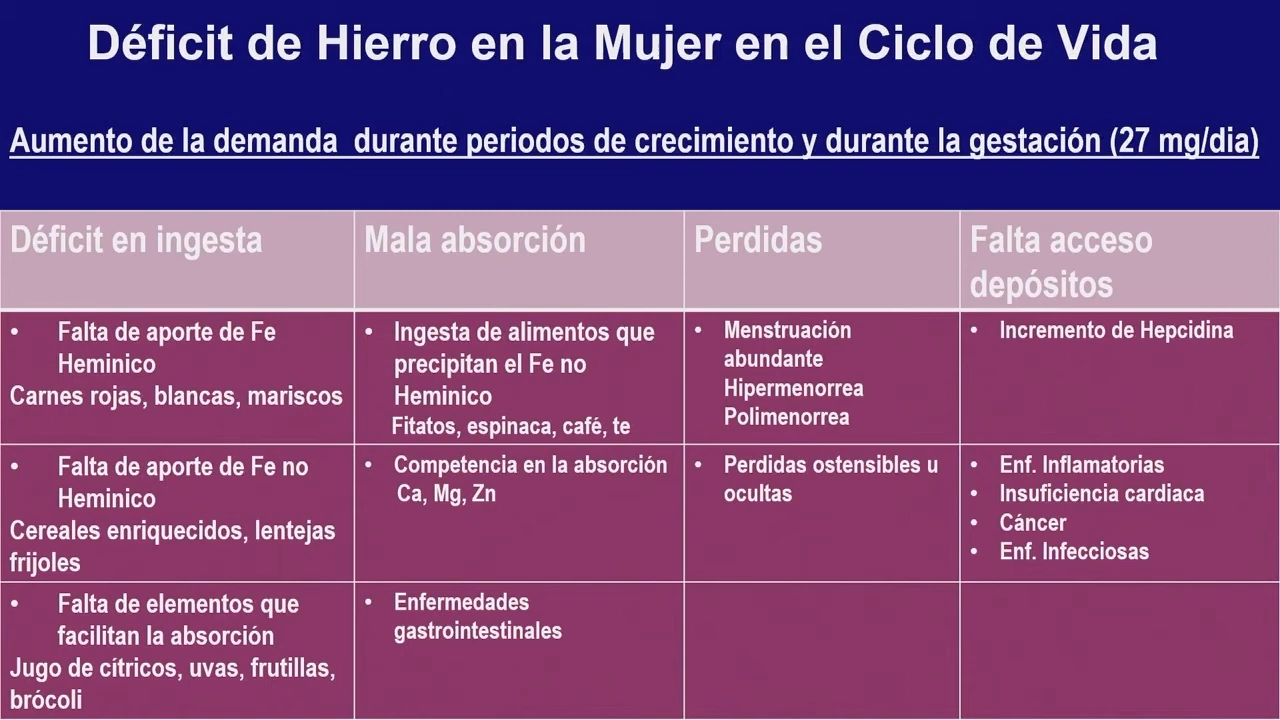 Déficit de Hierro en la Mujer en el Ciclo de Vida
Aumento de la demanda durante periodos de crecimiento y durante la gestación (27 mg/dia)
Déficit en ingesta
Mala absorción
Perdidas
Falta acceso
depósitos
• Falta de aporte de Fe
Heminico
Carnes rojas, blancas, mariscos
• Ingesta de alimentos que
precipitan el Fe no
Heminico
Fitatos, espinaca, café, te
• Menstruación
abundante
Hipermenorrea
Polimenorrea
• Incremento de Hepcidina
• Falta de aporte de Fe no
Heminico
Cereales enriquecidos, lentejas
frijoles
• Competencia en la absorción
Ca, Mg, Zn
• Perdidas ostensibles u
ocultas
• Enf. Inflamatorias
• Insuficiencia cardiaca
• Cáncer
• Enf. Infecciosas
• Falta de elementos que
facilitan la absorción
Jugo de cítricos, uvas, frutillas,
brócoli
• Enfermedades
gastrointestinales